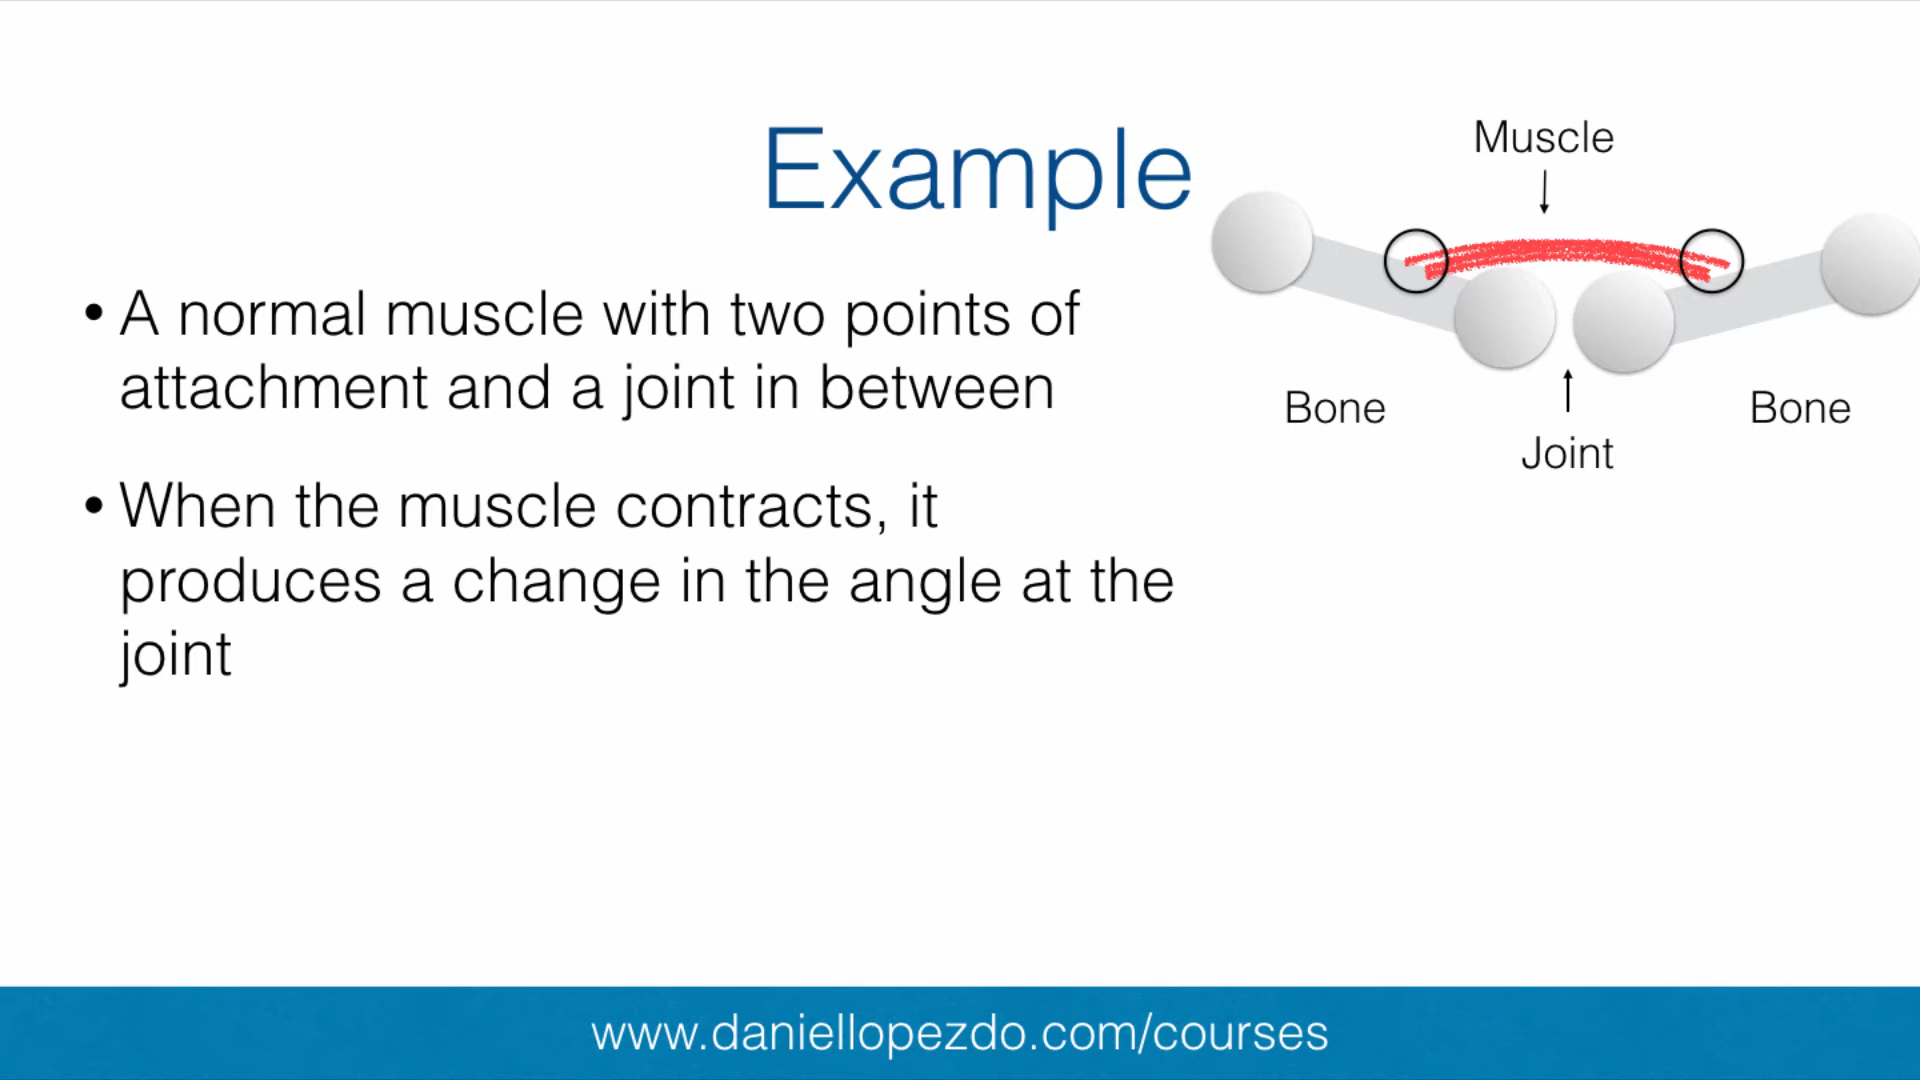 Example
• A normal muscle with two points of
attachment and a joint in between
• When the muscle contracts, it
produces a change in the angle at the
joint
Muscle
Bone
Joint
Bone
www.daniellopezdo.com/courses